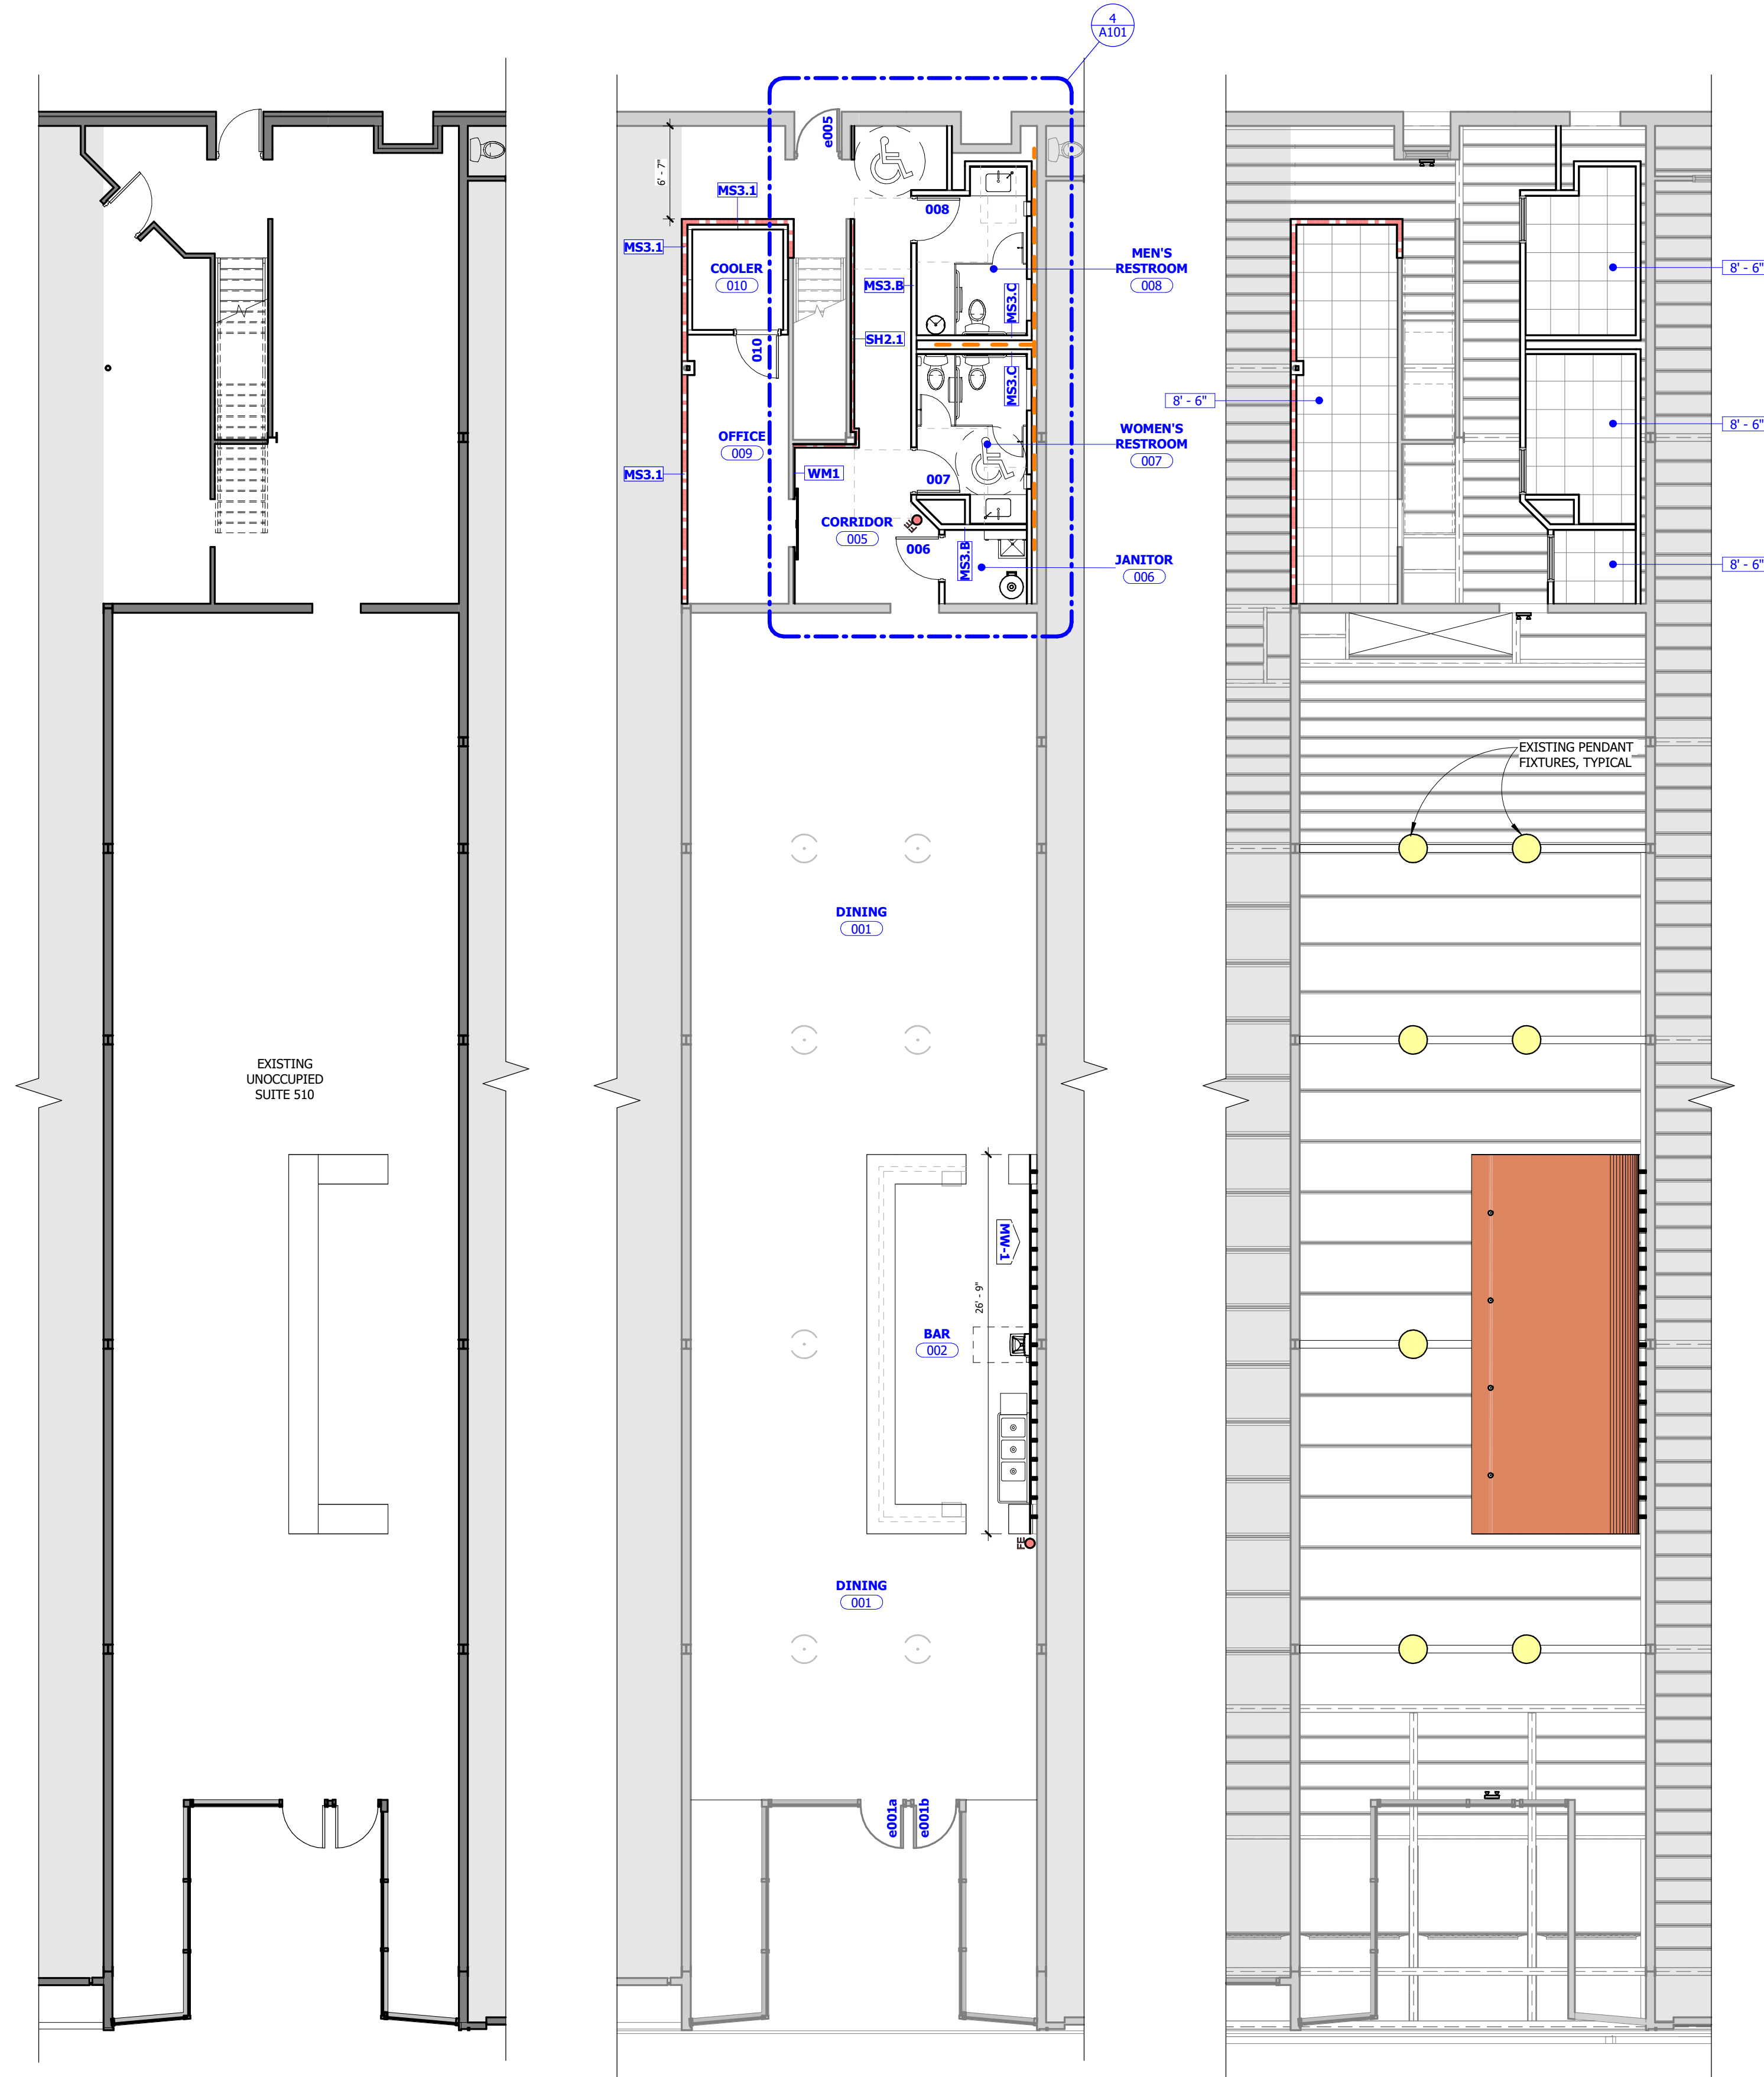 4
A101
e005
6' - 7"
MS3.1
008
MS3.1
COOLER
010
MS3.B
MS3.C
MEN'S
RESTROOM
008
8' - 6"
SH2.1
010
MS3.C
8' - 6"
OFFICE
009
WOMEN'S
RESTROOM
007
8' - 6"
MS3.1
WM1
007
CORRIDOR
005
FE
006
MS3.B
JANITOR
006
8' - 6"
EXISTING PENDANT
FIXTURES, TYPICAL
DINING
001
EXISTING
UNOCCUPIED
SUITE 510
MW-1
26' - 9"
BAR
002
FE
DINING
001
e001a
e001b